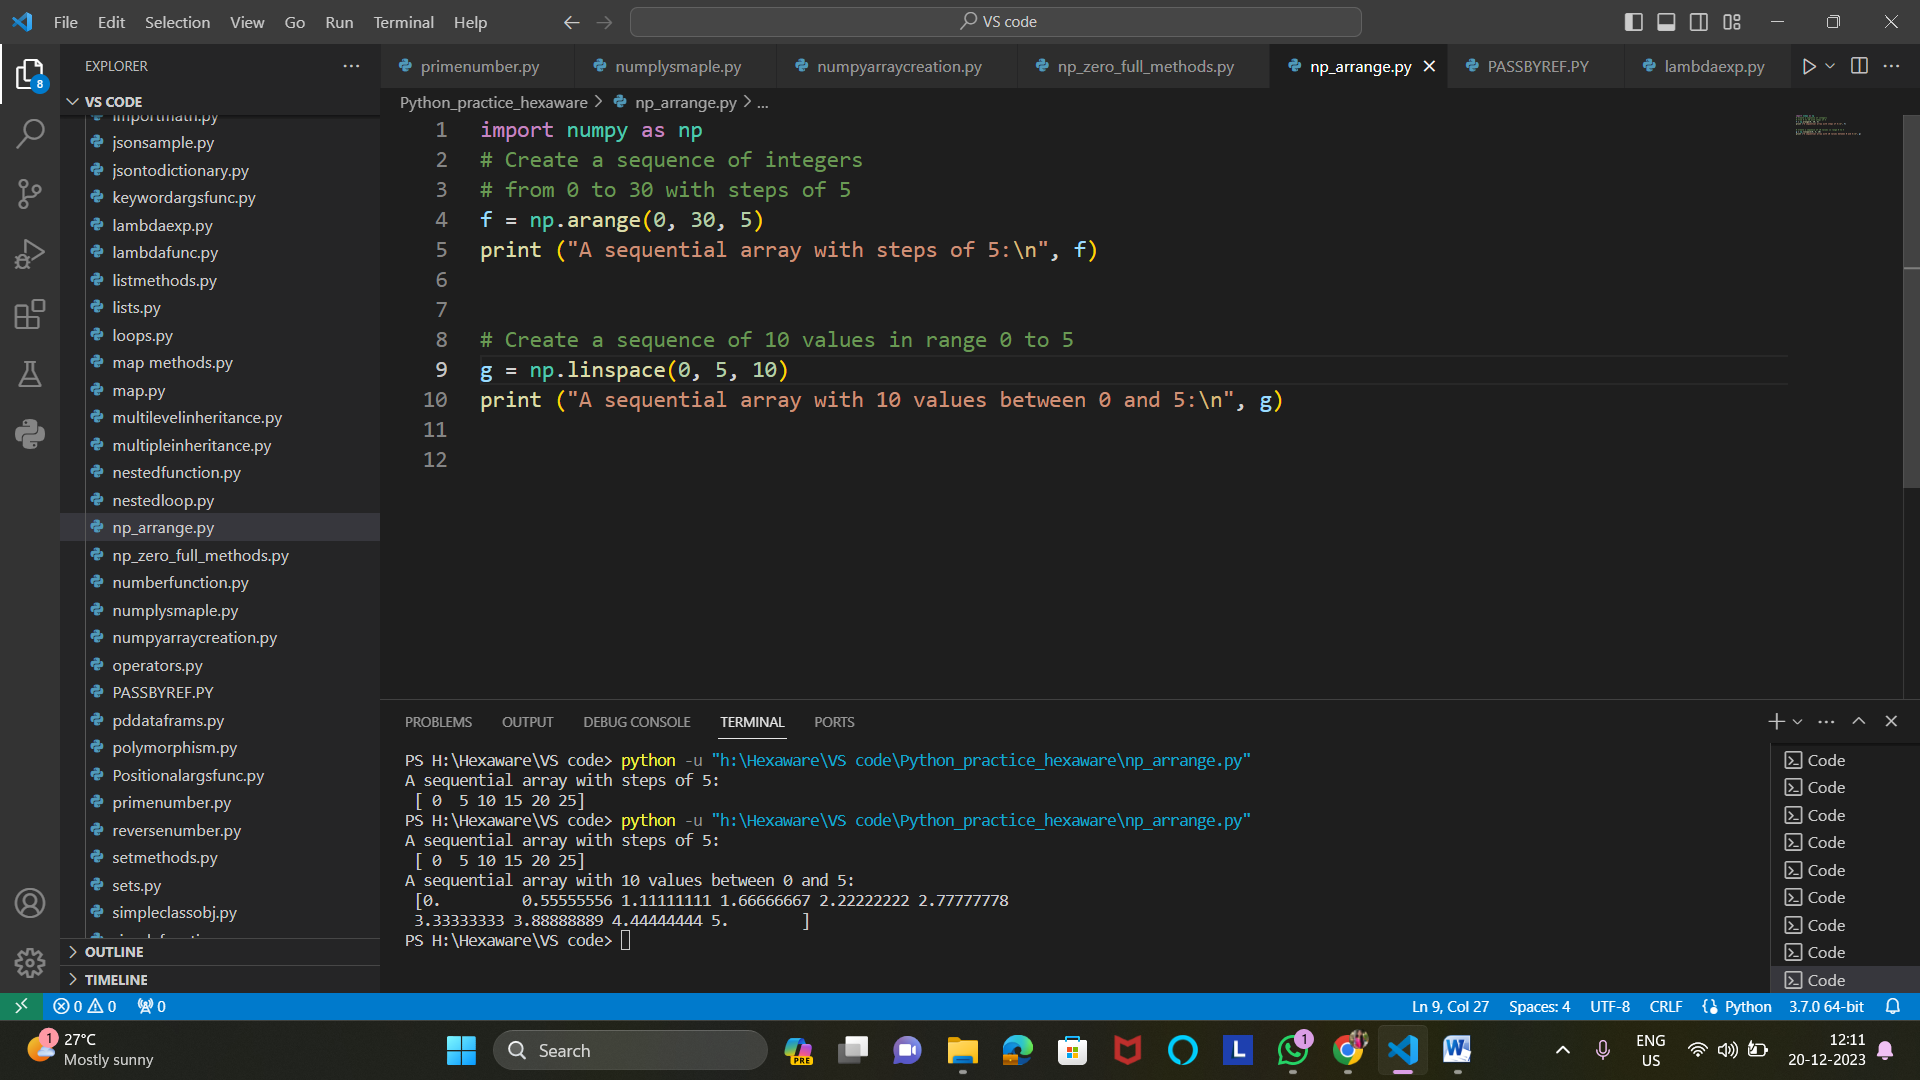 File Edit Selection View Go Run Terminal Help
VS code
EXPLORER
VS CODE
importmath.py
jsonsample.py
jsontodictionary.py
keywordargsfunc.py
lambdaexp.py
lambdafunc.py
listmethods.py
lists.py
loops.py
map methods.py
map.py
multilevelinheritance.py
multipleinheritance.py
nestedfunction.py
nestedloop.py
np_arrange.py
np_zero_full_methods.py
numberfunction.py
numplysmaple.py
numpyarraycreation.py
operators.py
PASSBYREF.PY
pddataframs.py
polymorphism.py
Positionalargsfunc.py
primenumber.py
reversenumber.py
setmethods.py
sets.py
simpleclassobj.py
OUTLINE
TIMELINE
8
primenumber.py numplysmaple.py numpyarraycreation.py np_zero_full_methods.py np_arrange.py PASSBYREF.PY lambdaexp.py
Python_practice_hexaware > np_arrange.py > ...
1 import numpy as np
2 # Create a sequence of integers
3 # from 0 to 30 with steps of 5
4 f = np.arange(0, 30, 5)
5 print ("A sequential array with steps of 5:\n", f)
6
7
8 # Create a sequence of 10 values in range 0 to 5
9 g = np.linspace(0, 5, 10)
10 print ("A sequential array with 10 values between 0 and 5:\n", g)
11
12
PROBLEMS OUTPUT DEBUG CONSOLE TERMINAL PORTS
PS H:\Hexaware\VS code> python -u "h:\Hexaware\VS code\Python_practice_hexaware\np_arrange.py"
A sequential array with steps of 5:
[ 0  5 10 15 20 25]
PS H:\Hexaware\VS code> python -u "h:\Hexaware\VS code\Python_practice_hexaware\np_arrange.py"
A sequential array with steps of 5:
[ 0  5 10 15 20 25]
A sequential array with 10 values between 0 and 5:
[0.         0.55555556 1.11111111 1.66666667 2.22222222 2.77777778
3.33333333 3.88888889 4.44444444 5.        ]
PS H:\Hexaware\VS code>
Code
Code
Code
Code
Code
Code
Code
Code
Code
0 0 0
Ln 9, Col 27 Spaces: 4 UTF-8 CRLF Python 3.7.0 64-bit
1
27°C
Mostly sunny
Search
PRE
L
1
W
ENG
US
12:11
20-12-2023